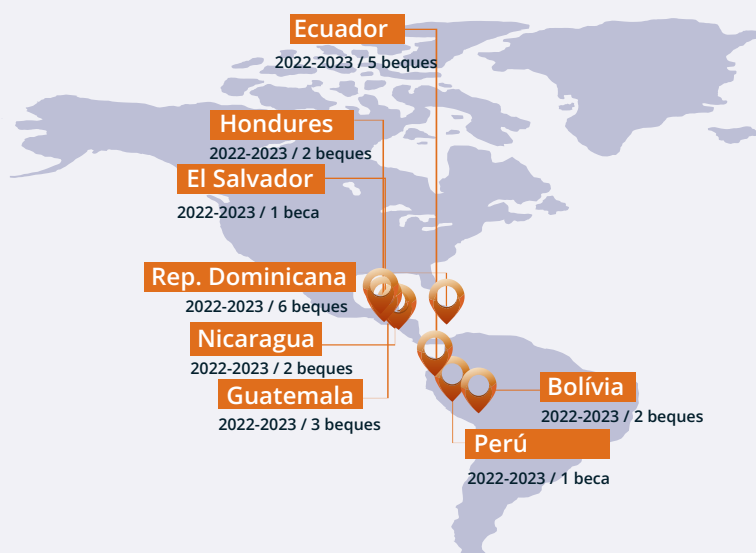 Ecuador
2022-2023 / 5 beques
Hondures
2022-2023 / 2 beques
El Salvador
2022-2023 / 1 beca
Rep. Dominicana
2022-2023 / 6 beques
Nicaragua
2022-2023 / 2 beques
Guatemala
2022-2023 / 3 beques
Bolívia
2022-2023 / 2 beques
Perú
2022-2023 / 1 beca